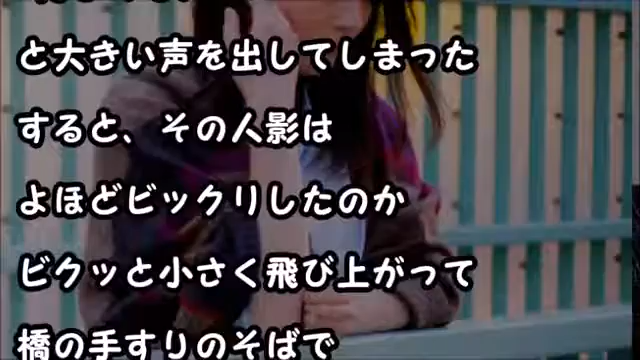 と大きい声を出してしまった
すると、その人影は
よほどビックリしたのか
ビクッと小さく飛び上がって
橋の手すりのそばで